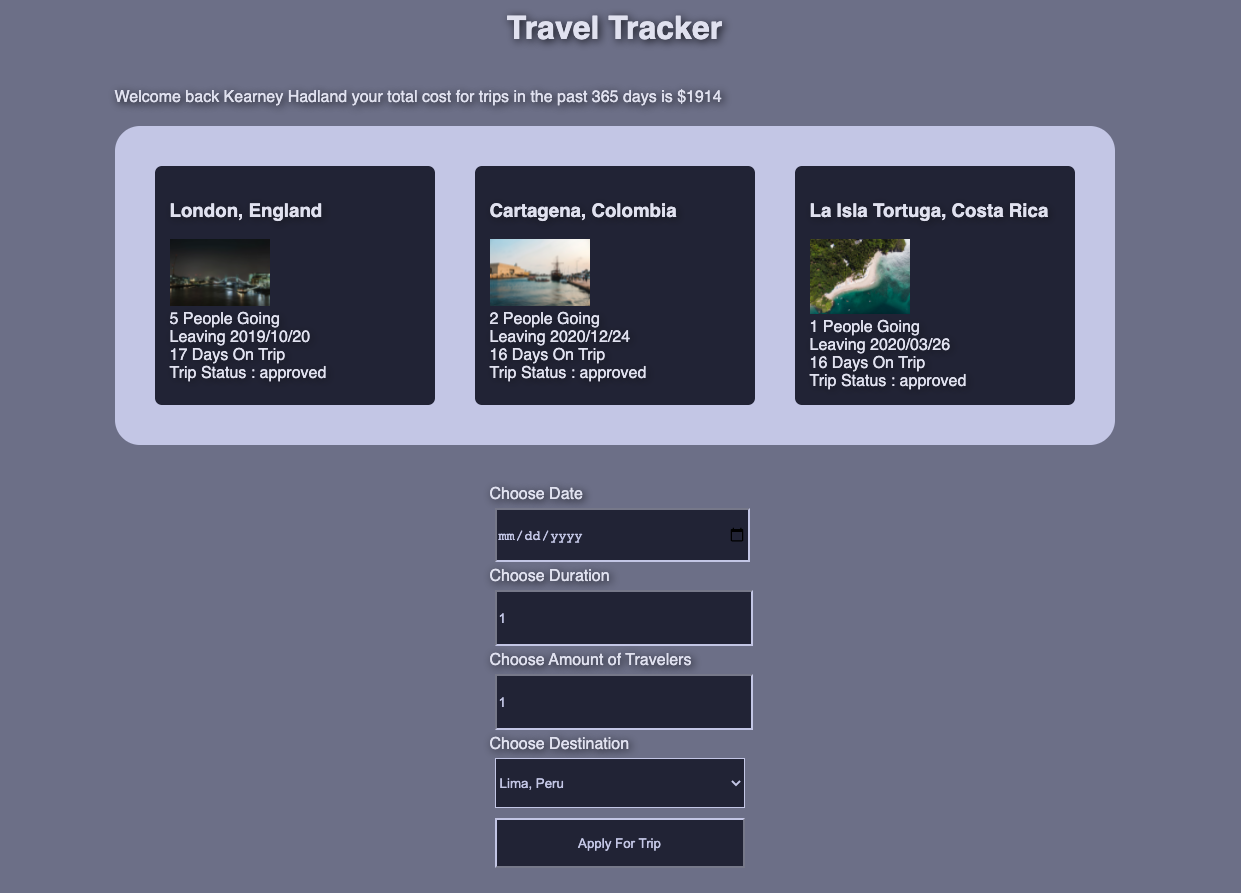 Travel Tracker
Welcome back Kearney Hadland your total cost for trips in the past 365 days is $1914
London, England
5 People Going
Leaving 2019/10/20
17 Days On Trip
Trip Status : approved
Cartagena, Colombia
2 People Going
Leaving 2020/12/24
16 Days On Trip
Trip Status : approved
La Isla Tortuga, Costa Rica
1 People Going
Leaving 2020/03/26
16 Days On Trip
Trip Status : approved
Choose Date
mm/dd/yyyy
Choose Duration
1
Choose Amount of Travelers
1
Choose Destination
Lima, Peru
Apply For Trip